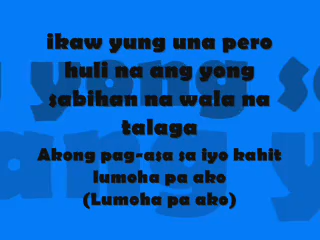 ikaw yung una pero
huli na ang yong
sabihan na wala na
talaga
Akong pag-asa sa iyo kahit
lumoha pa ako
(Lumoha pa ako)